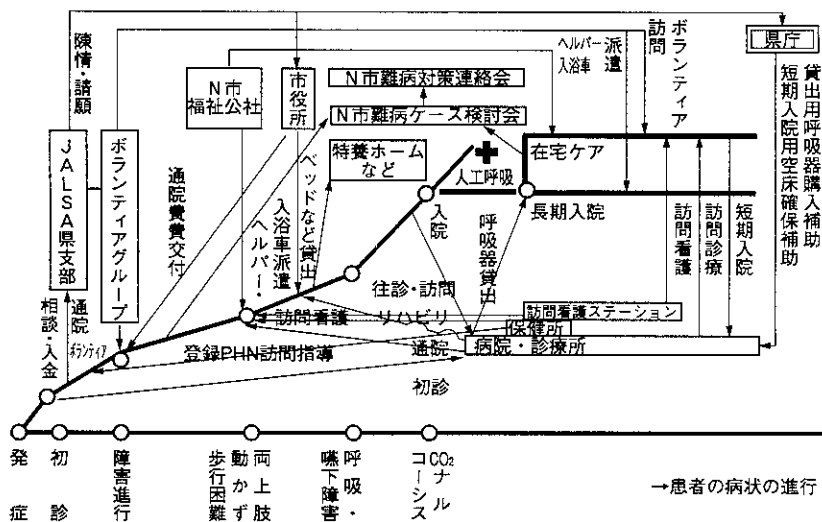 陳情・請願
県庁
貸出用呼吸器購入補助
短期入院用空床確保補助
ボランティア
訪問
ヘルパー派遣
入浴車
N市難病対策連絡会
N市難病ケース検討会
N市
福祉公社
市役所
特養ホーム
など
在宅ケア
人工呼吸
長期入院
入院
JALSA県支部
ボランティアグループ
通院費費交付
ベッドなど貸出
入浴車派遣
ヘルパー・
呼吸器貸出
訪問看護
訪問診療
短期入院
往診・訪問
訪問看護
リハビリ
訪問看護ステーション
保健所
病院・診療所
通院
登録PHN訪問指導
初診
通院
ボランティア
相談・入会
発症
初診
障害進行
両上肢
動かず
歩行困難
呼吸・
嚥下障害
CO₂ナル
コーシス
→患者の病状の進行